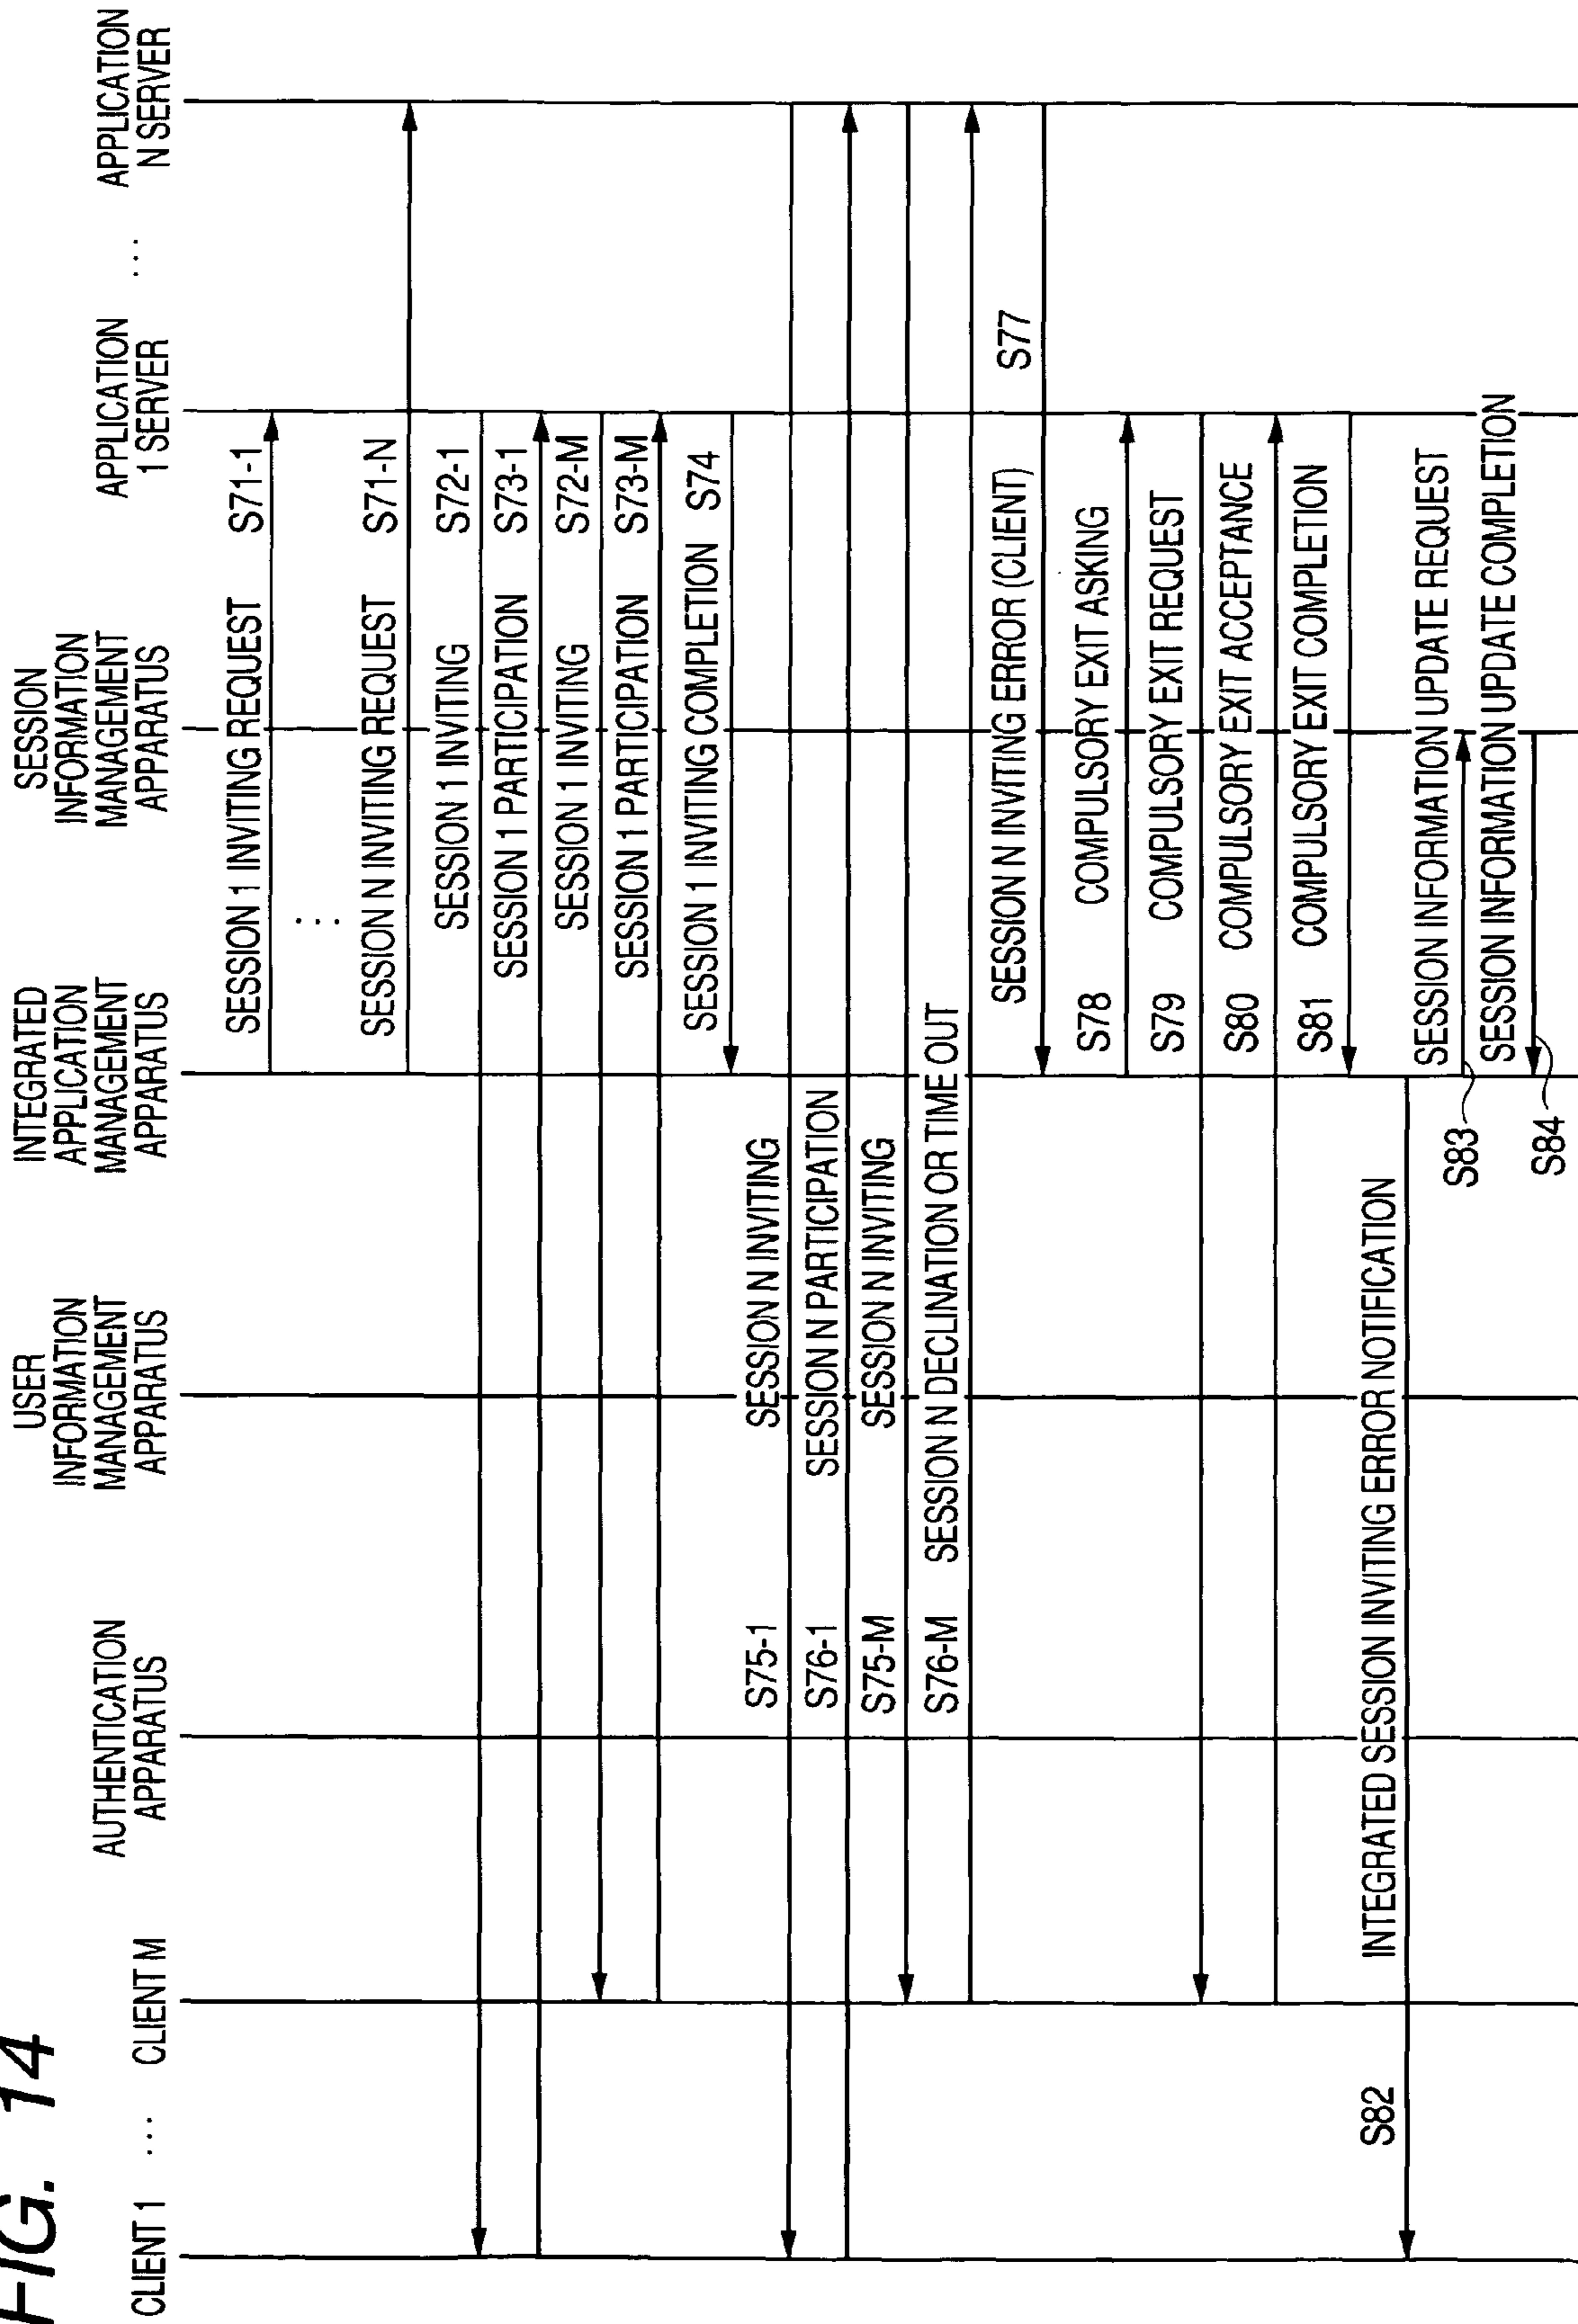 FIG. 14
CLIENT 1
...
CLIENT M
AUTHENTICATION
APPARATUS
USER
INFORMATION
MANAGEMENT
APPARATUS
INTEGRATED
APPLICATION
MANAGEMENT
APPARATUS
SESSION
INFORMATION
MANAGEMENT
APPARATUS
APPLICATION
1 SERVER
...
APPLICATION
N SERVER
SESSION 1 INVITING REQUEST S71-1
...
SESSION N INVITING REQUEST S71-N
SESSION 1 INVITING S72-1
SESSION 1 PARTICIPATION S73-1
SESSION 1 INVITING S72-M
SESSION 1 PARTICIPATION S73-M
SESSION 1 INVITING COMPLETION S74
S75-1 SESSION N INVITING
S76-1 SESSION N PARTICIPATION
S75-M SESSION N INVITING
S76-M SESSION N DECLINATION OR TIME OUT
SESSION N INVITING ERROR (CLIENT) S77
S78 COMPULSORY EXIT ASKING
S79 COMPULSORY EXIT REQUEST
S80 COMPULSORY EXIT ACCEPTANCE
S81 COMPULSORY EXIT COMPLETION
S82 INTEGRATED SESSION INVITING ERROR NOTIFICATION
S83 SESSION INFORMATION UPDATE REQUEST
S84 SESSION INFORMATION UPDATE COMPLETION